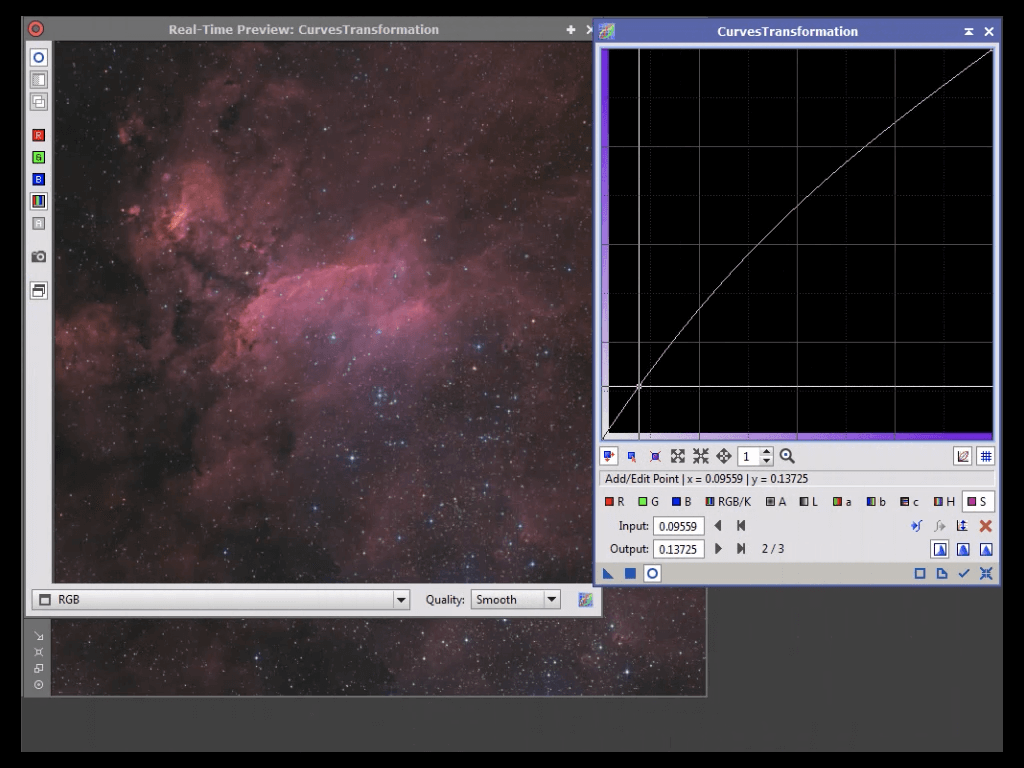 Real-Time Preview: CurvesTransformation
CurvesTransformation
R
G
B
A
1
Add/Edit Point | x = 0.09559 | y = 0.13725
R G B RGB/K A L a b c H S
Input: 0.09559
Output: 0.13725 2 / 3
RGB Quality: Smooth